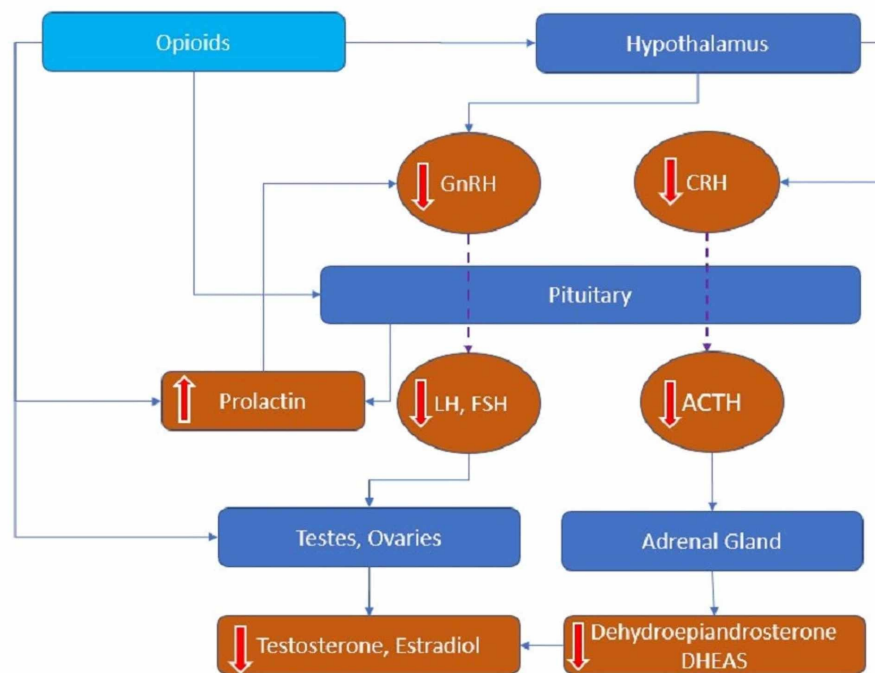 Opioids
Hypothalamus
GnRH
CRH
Pituitary
Prolactin
LH, FSH
ACTH
Testes, Ovaries
Adrenal Gland
Testosterone, Estradiol
Dehydroepiandrosterone
DHEAS